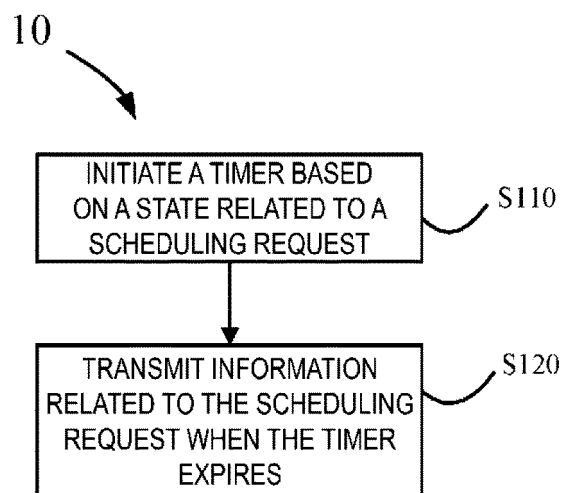 10
INITIATE A TIMER BASED
ON A STATE RELATED TO A
SCHEDULING REQUEST
S110
TRANSMIT INFORMATION
RELATED TO THE SCHEDULING
REQUEST WHEN THE TIMER
EXPIRES
S120